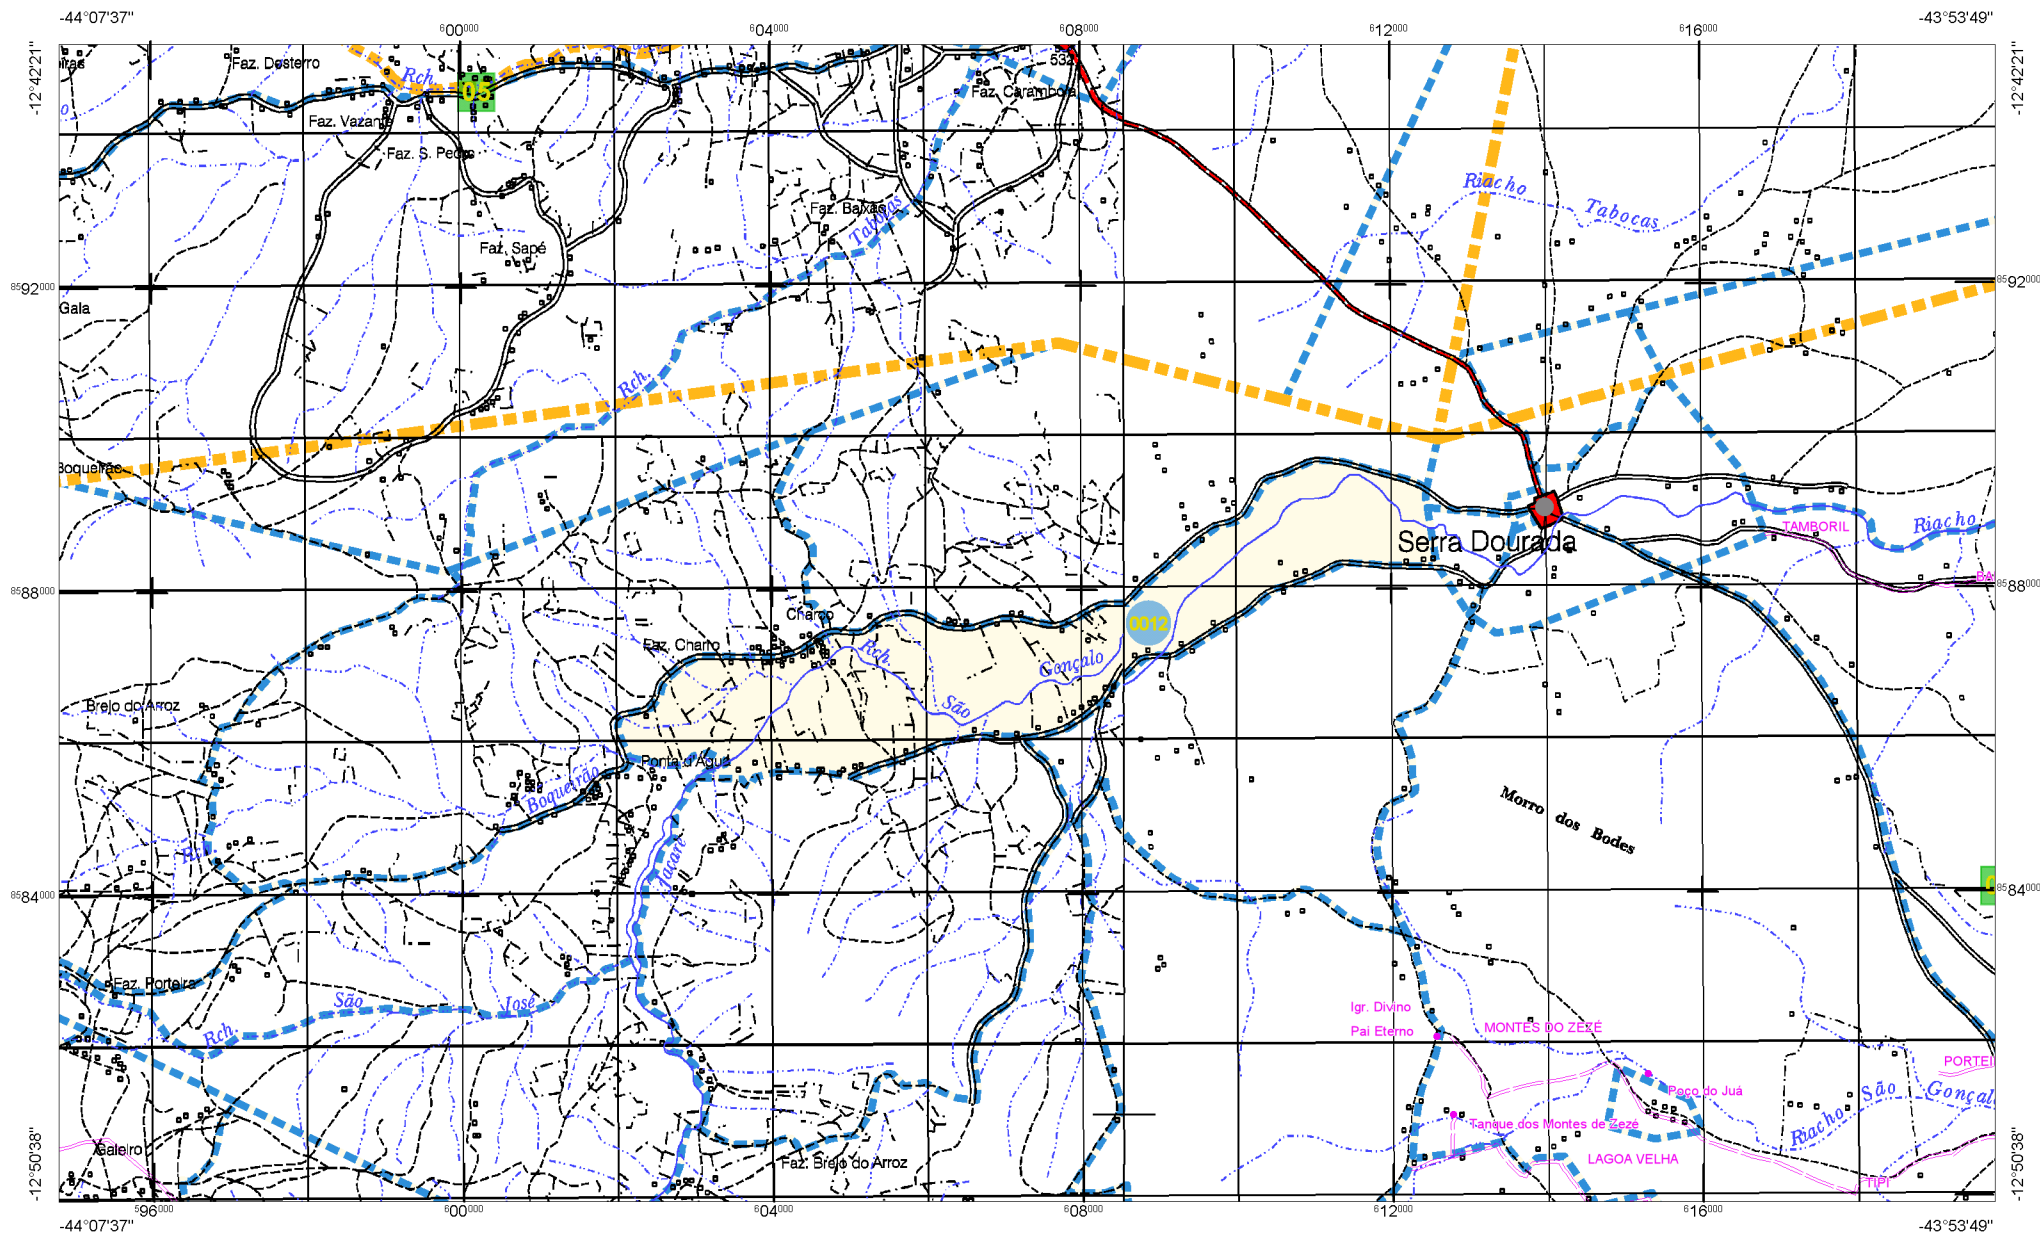 -44°07'37"
-43°53'49"
600000
604000
608000
612000
616000
-12°42'21"
-12°42'21"
Faz. Desterro
Rch.
05
532
Faz. Carambola
Faz. Vazante
Faz. S. Pedro
Riacho
Tabocas
Faz. Baixão
Tabocas
Faz. Sapé
8592000
8592000
Gala
Rch.
Boqueirão
TAMBORIL
Riacho
Serra Dourada
8588000
8588000
BA
Charco
0012
Faz. Charro
Rch.
Gonçalo
São
Brejo do Arroz
Ponta d'Água
Boqueirão
Morro dos Bodes
Rch.
Jacaré
8584000
8584000
Faz. Porteira
São
José
Rch.
Igr. Divino
Pai Eterno
MONTES DO ZEZÉ
PORTEI
Poço do Juá
São
Gonçal
Riacho
Tanque dos Montes de Zezé
Galeiro
Faz. Brejo do Arroz
LAGOA VELHA
TIPI
-12°50'38"
-12°50'38"
596000
600000
604000
608000
612000
616000
-44°07'37"
-43°53'49"